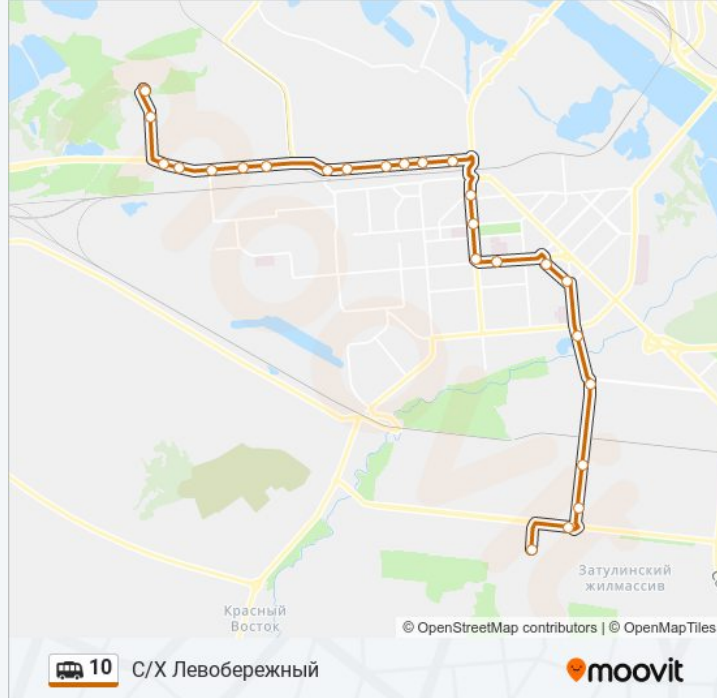 Затулинский
жилмассив
Красный
Восток
© OpenStreetMap contributors | © OpenMapTiles
10 С/Х Левобережный
moovit